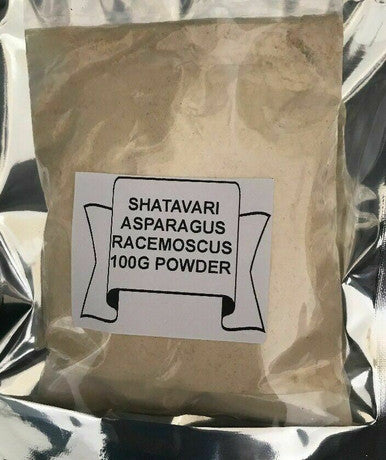 SHATAVARI
ASPARAGUS
RACEMOSCUS
100G POWDER